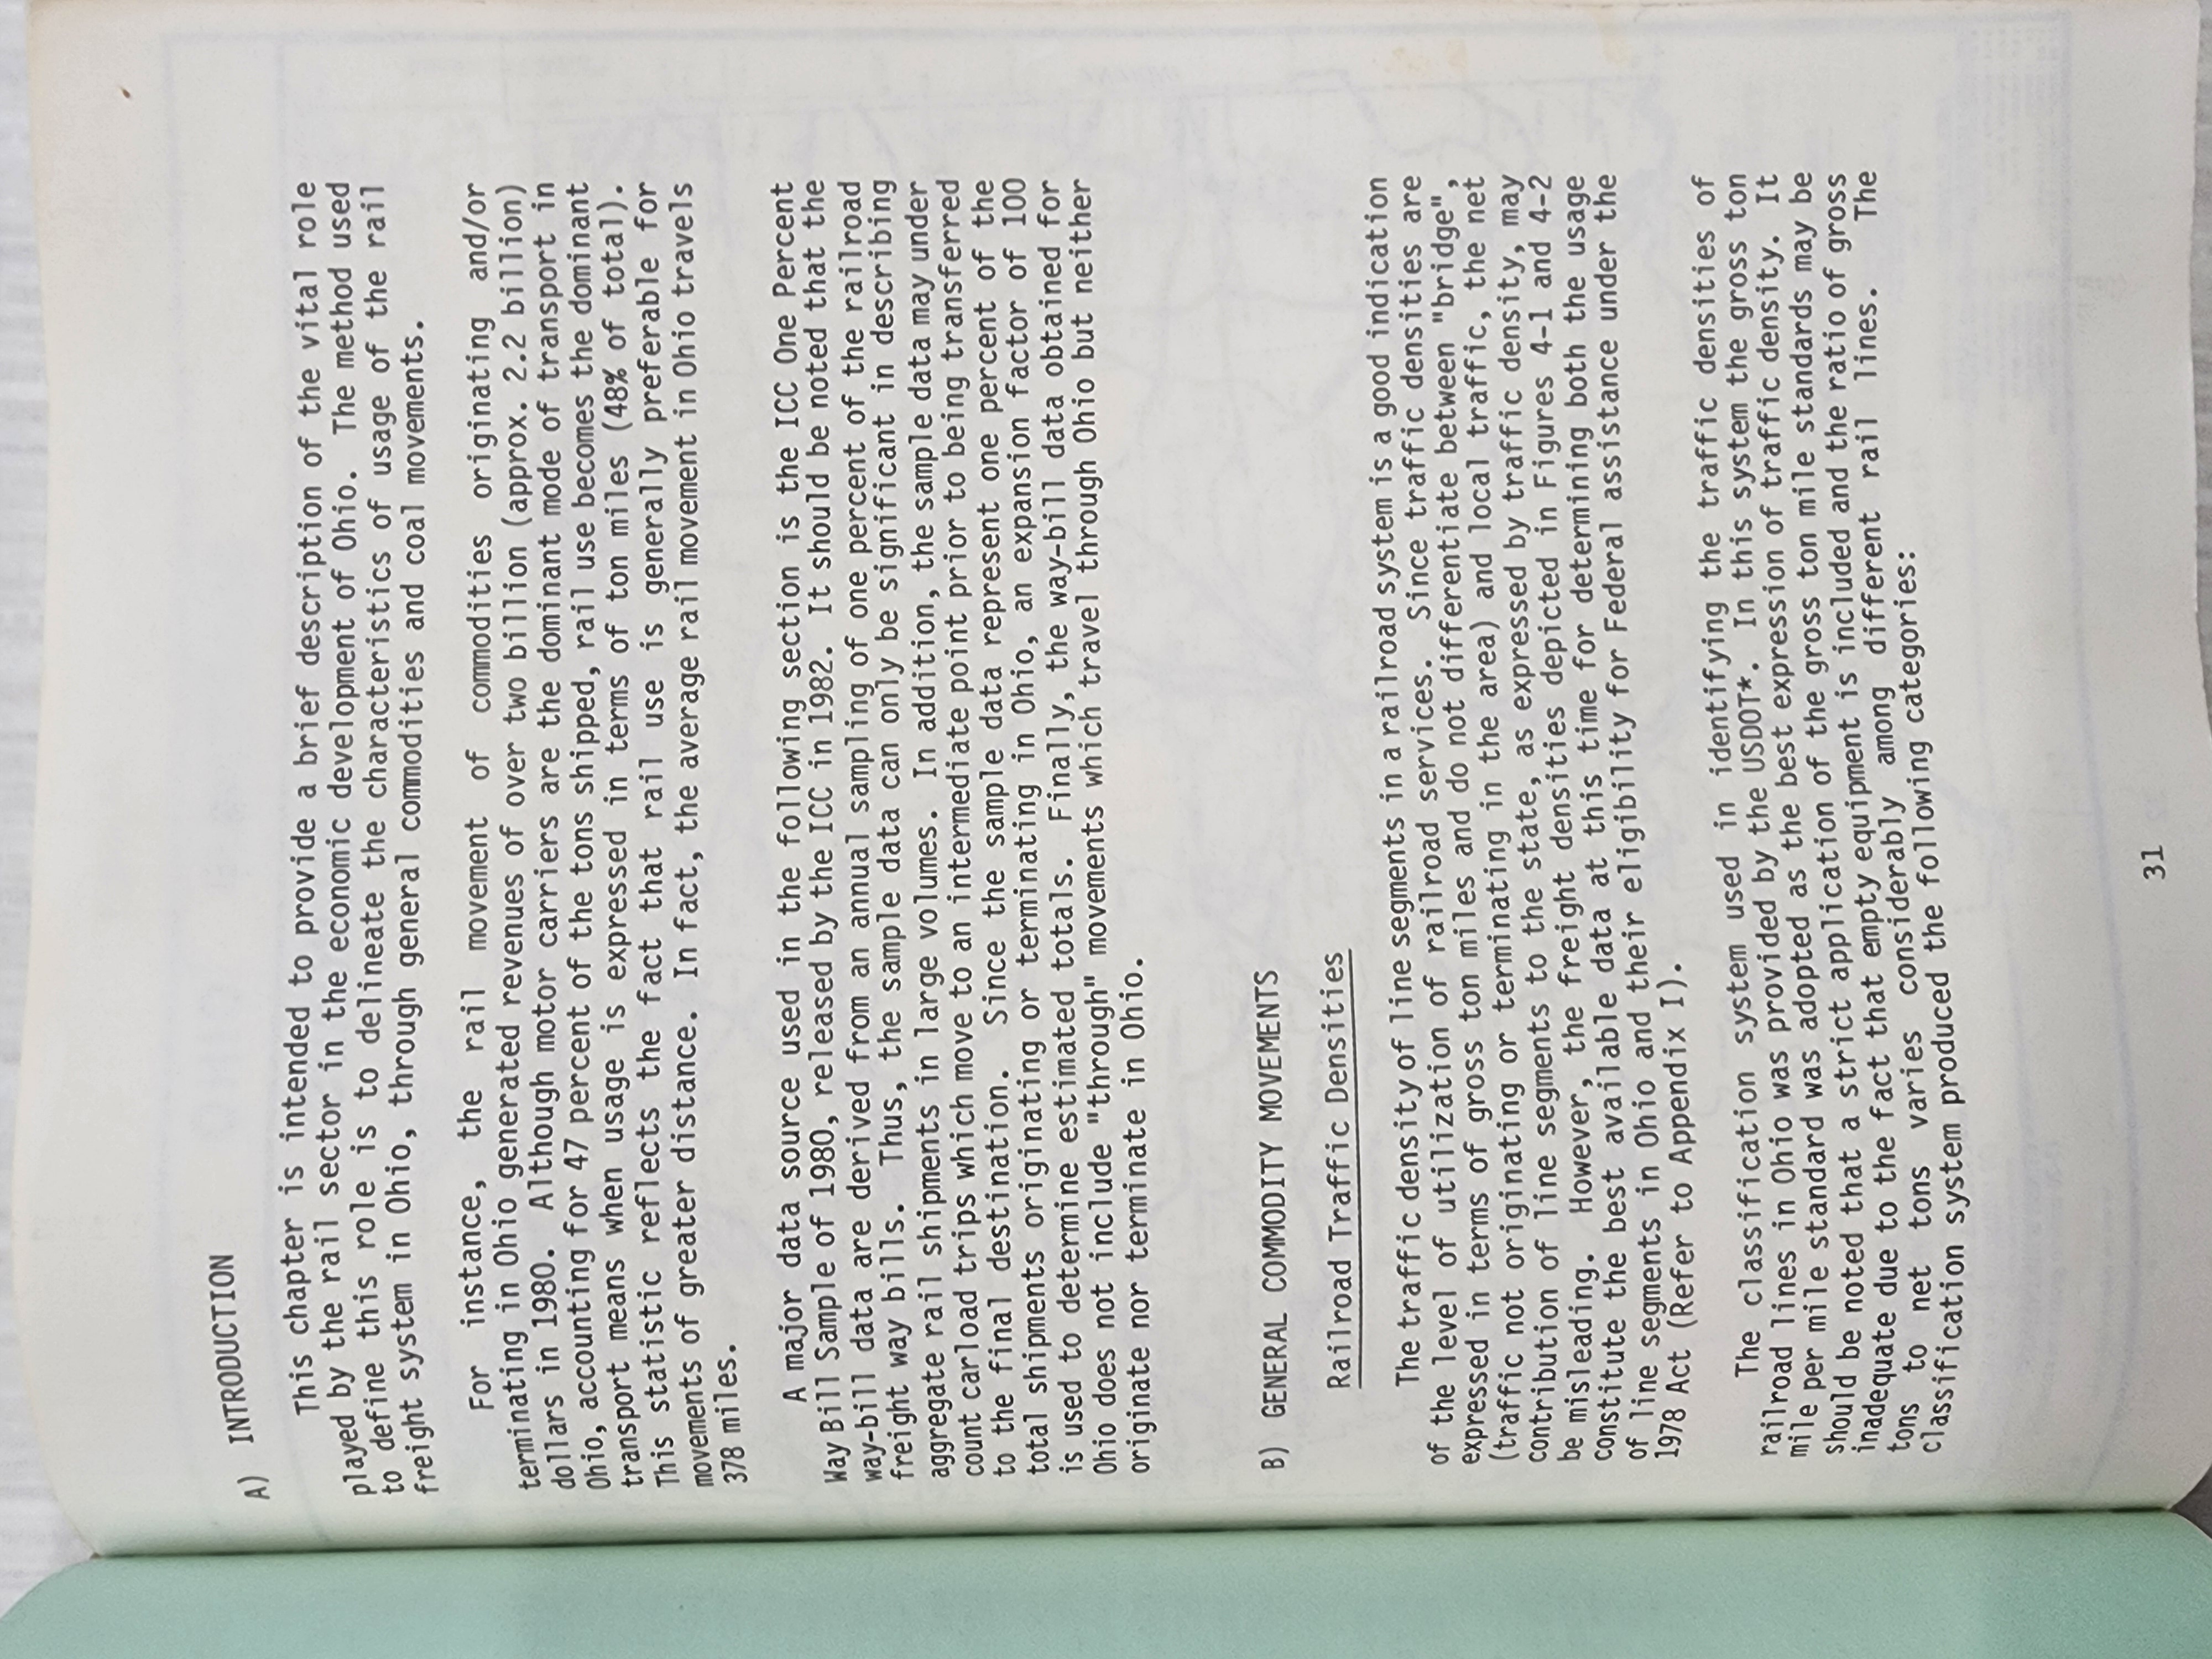 A) INTRODUCTION
This chapter is intended to provide a brief description of the vital role
played by the rail sector in the economic development of Ohio. The method used
to define this role is to delineate the characteristics of usage of the rail
freight system in Ohio, through general commodities and coal movements.
For instance, the rail movement of commodities originating and/or
terminating in Ohio generated revenues of over two billion (approx. 2.2 billion)
dollars in 1980. Although motor carriers are the dominant mode of transport in
Ohio, accounting for 47 percent of the tons shipped, rail use becomes the dominant
transport means when usage is expressed in terms of ton miles (48% of total).
This statistic reflects the fact that rail use is generally preferable for
movements of greater distance. In fact, the average rail movement in Ohio travels
378 miles.
A major data source used in the following section is the ICC One Percent
Way Bill Sample of 1980, released by the ICC in 1982. It should be noted that the
way-bill data are derived from an annual sampling of one percent of the railroad
freight way bills. Thus, the sample data can only be significant in describing
aggregate rail shipments in large volumes. In addition, the sample data may under
count carload trips which move to an intermediate point prior to being transferred
to the final destination. Since the sample data represent one percent of the
total shipments originating or terminating in Ohio, an expansion factor of 100
is used to determine estimated totals. Finally, the way-bill data obtained for
Ohio does not include "through" movements which travel through Ohio but neither
originate nor terminate in Ohio.
B) GENERAL COMMODITY MOVEMENTS
Railroad Traffic Densities
The traffic density of line segments in a railroad system is a good indication
of the level of utilization of railroad services. Since traffic densities are
expressed in terms of gross ton miles and do not differentiate between "bridge",
(traffic not originating or terminating in the area) and local traffic, the net
contribution of line segments to the state, as expressed by traffic density, may
be misleading. However, the freight densities depicted in Figures 4-1 and 4-2
constitute the best available data at this time for determining both the usage
of line segments in Ohio and their eligibility for Federal assistance under the
1978 Act (Refer to Appendix I).
The classification system used in identifying the traffic densities of
railroad lines in Ohio was provided by the USDOT*. In this system the gross ton
mile per mile standard was adopted as the best expression of traffic density. It
should be noted that a strict application of the gross ton mile standards may be
inadequate due to the fact that empty equipment is included and the ratio of gross
tons to net tons varies considerably among different rail lines. The
classification system produced the following categories:
31